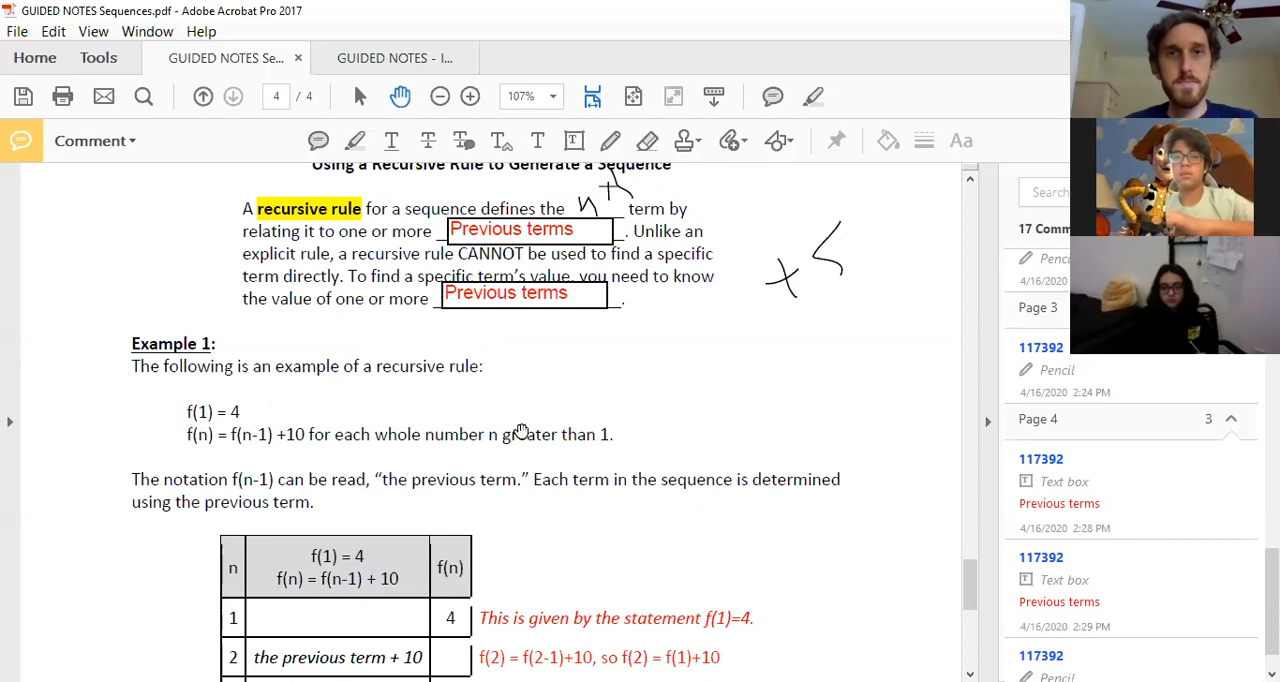 GUIDED NOTES Sequences.pdf - Adobe Acrobat Pro 2017
File Edit View Window Help
Home Tools GUIDED NOTES Se... × GUIDED NOTES - I...
4 / 4 107%
Comment
Using a Recursive Rule to Generate a Sequence
A recursive rule for a sequence defines the nth term by
relating it to one or more Previous terms. Unlike an
explicit rule, a recursive rule CANNOT be used to find a specific
term directly. To find a specific term's value, you need to know
the value of one or more Previous terms.
+5
Example 1:
The following is an example of a recursive rule:
f(1) = 4
f(n) = f(n-1) +10 for each whole number n greater than 1.
The notation f(n-1) can be read, “the previous term.” Each term in the sequence is determined
using the previous term.
n f(1) = 4 f(n)
f(n) = f(n-1) + 10
1 4 This is given by the statement f(1)=4.
2 the previous term + 10 f(2) = f(2-1)+10, so f(2) = f(1)+10
Search
17 Comm
Pencil
4/16/2020
Page 3
117392
Pencil
4/16/2020 2:24 PM
Page 4 3
117392
Text box
Previous terms
4/16/2020 2:28 PM
117392
Text box
Previous terms
4/16/2020 2:29 PM
117392
Pencil